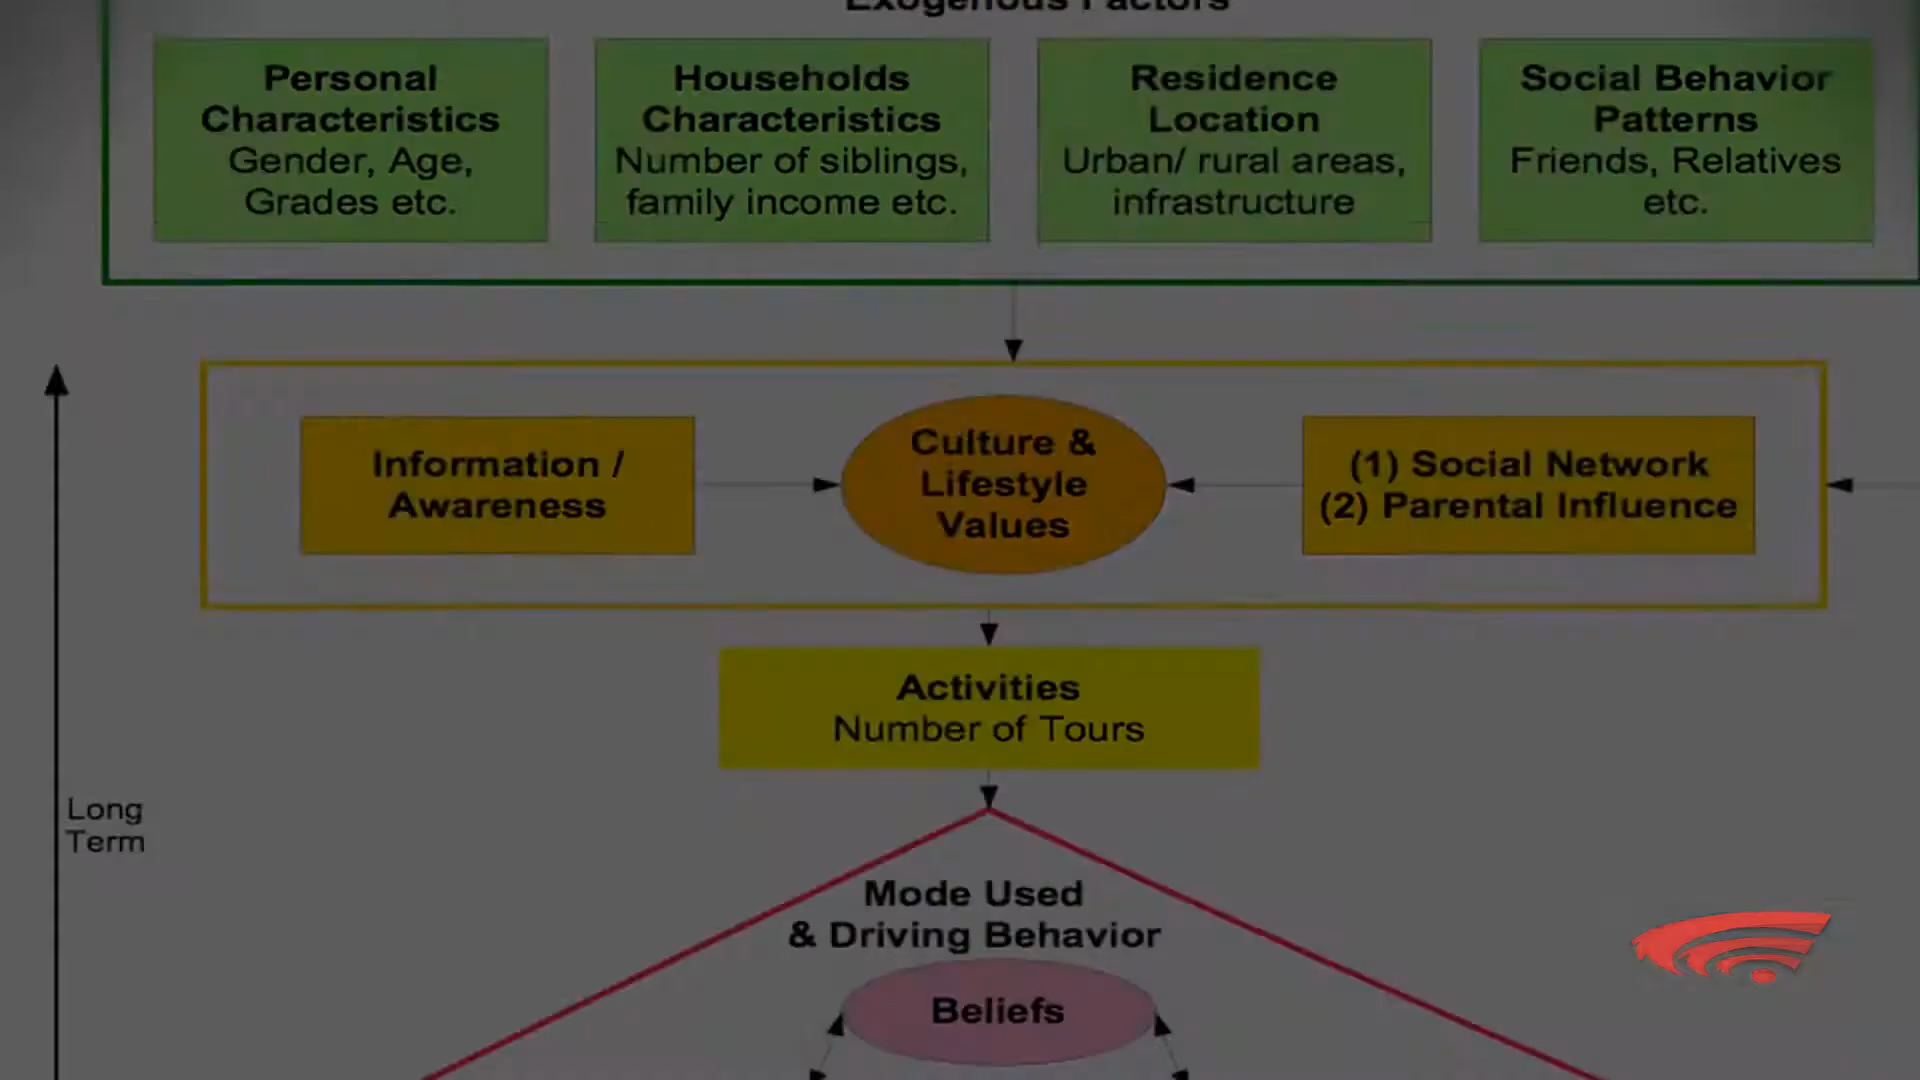 Exogenous Factors
Personal
Characteristics
Gender, Age,
Grades etc.
Households
Characteristics
Number of siblings,
family income etc.
Residence
Location
Urban/ rural areas,
infrastructure
Social Behavior
Patterns
Friends, Relatives
etc.
Information /
Awareness
Culture &
Lifestyle
Values
(1) Social Network
(2) Parental Influence
Activities
Number of Tours
Long
Term
Mode Used
& Driving Behavior
Beliefs